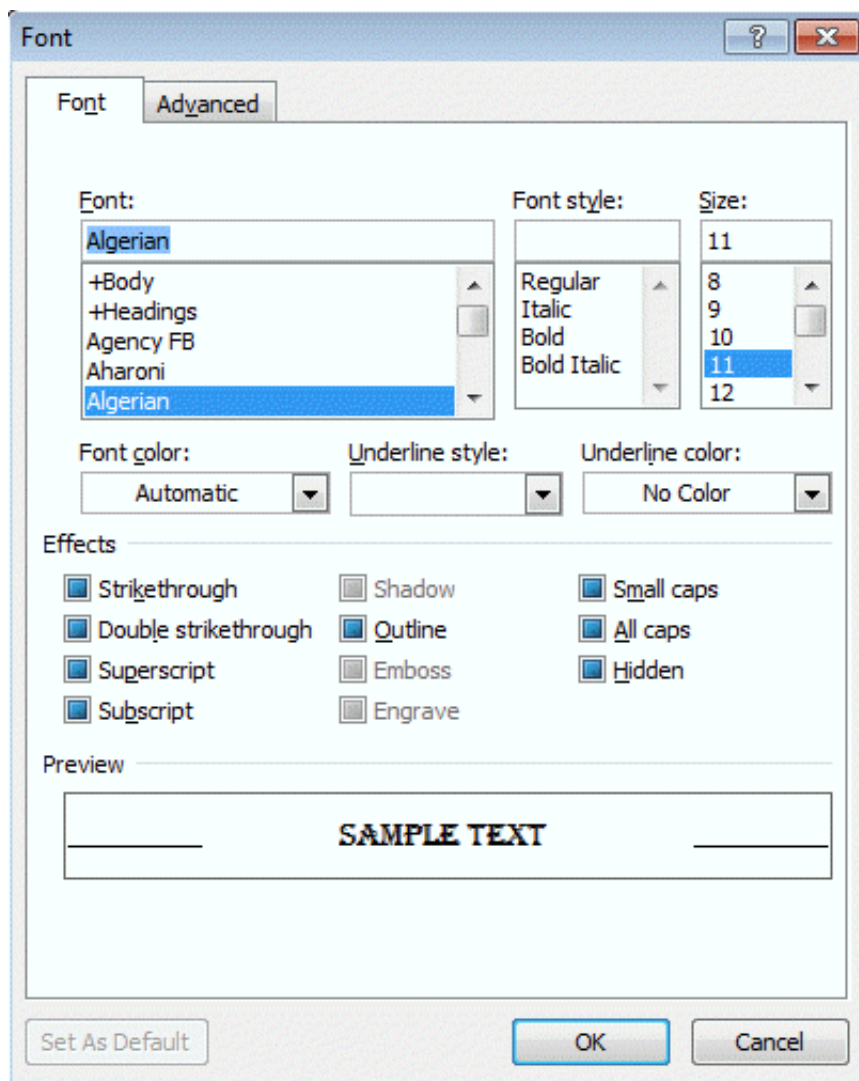 Font
Font Advanced
Font: Font style: Size:
Algerian 11
+Body Regular 8
+Headings Italic 9
Agency FB Bold 10
Aharoni Bold Italic 11
Algerian 12
Font color: Underline style: Underline color:
Automatic No Color
Effects
Strikethrough Shadow Small caps
Double strikethrough Outline All caps
Superscript Emboss Hidden
Subscript Engrave
Preview
SAMPLE TEXT
Set As Default OK Cancel